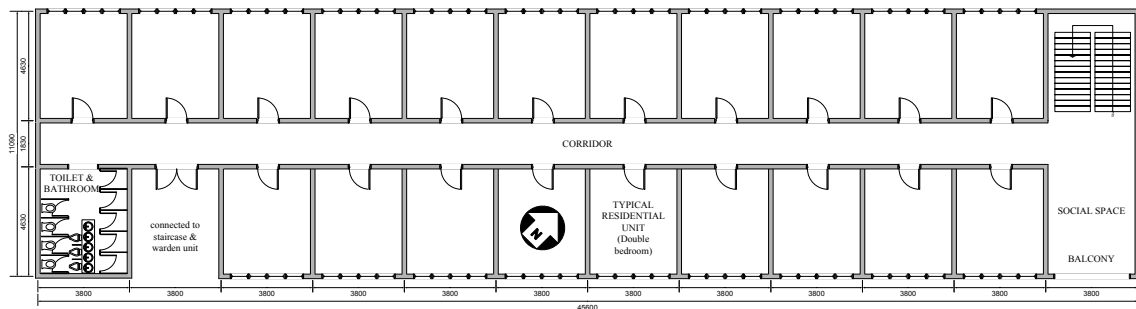 4630
11090
1830
4630
CORRIDOR
TOILET &
BATHROOM
connected to
staircase &
warden unit
N
TYPICAL
RESIDENTIAL
UNIT
(Double
bedroom)
SOCIAL SPACE
BALCONY
3800 3800 3800 3800 3800 3800 3800 3800 3800 3800 3800 3800
45600